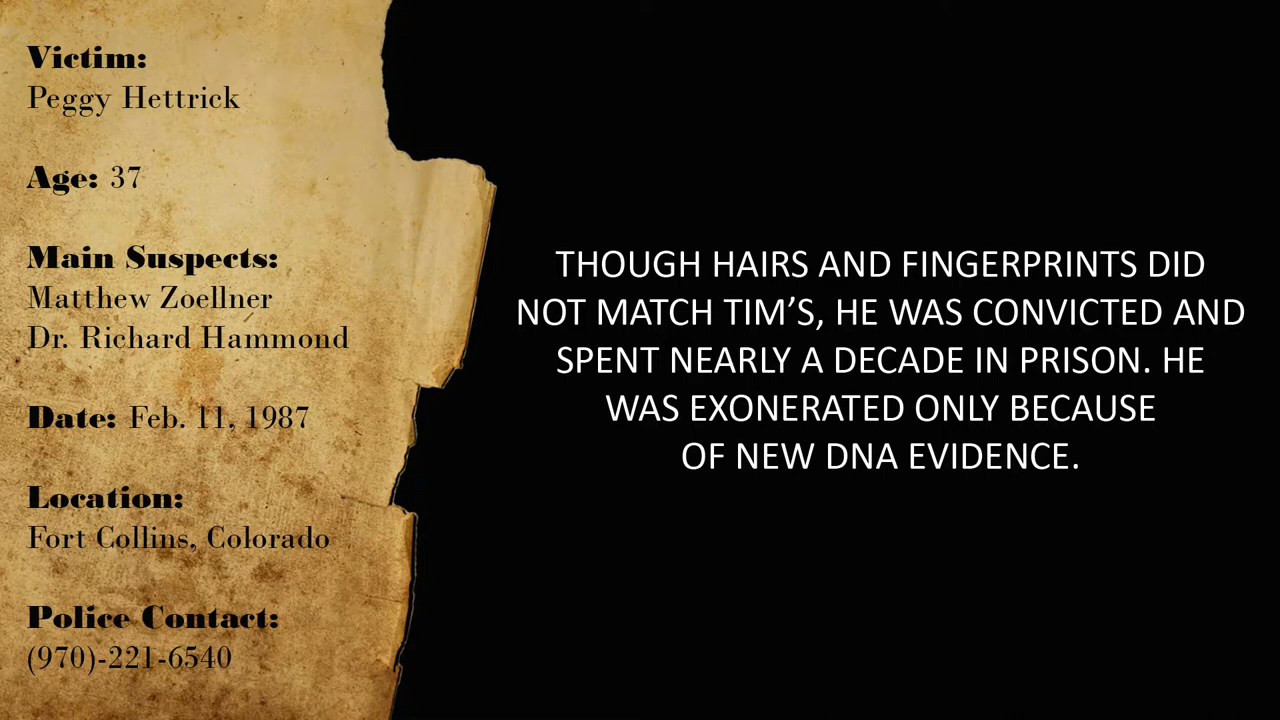 Victim:
Peggy Hettrick
Age: 37
Main Suspects:
Matthew Zoellner
Dr. Richard Hammond
Date: Feb. 11, 1987
Location:
Fort Collins, Colorado
Police Contact:
(970)-221-6540
THOUGH HAIRS AND FINGERPRINTS DID
NOT MATCH TIM’S, HE WAS CONVICTED AND
SPENT NEARLY A DECADE IN PRISON. HE
WAS EXONERATED ONLY BECAUSE
OF NEW DNA EVIDENCE.